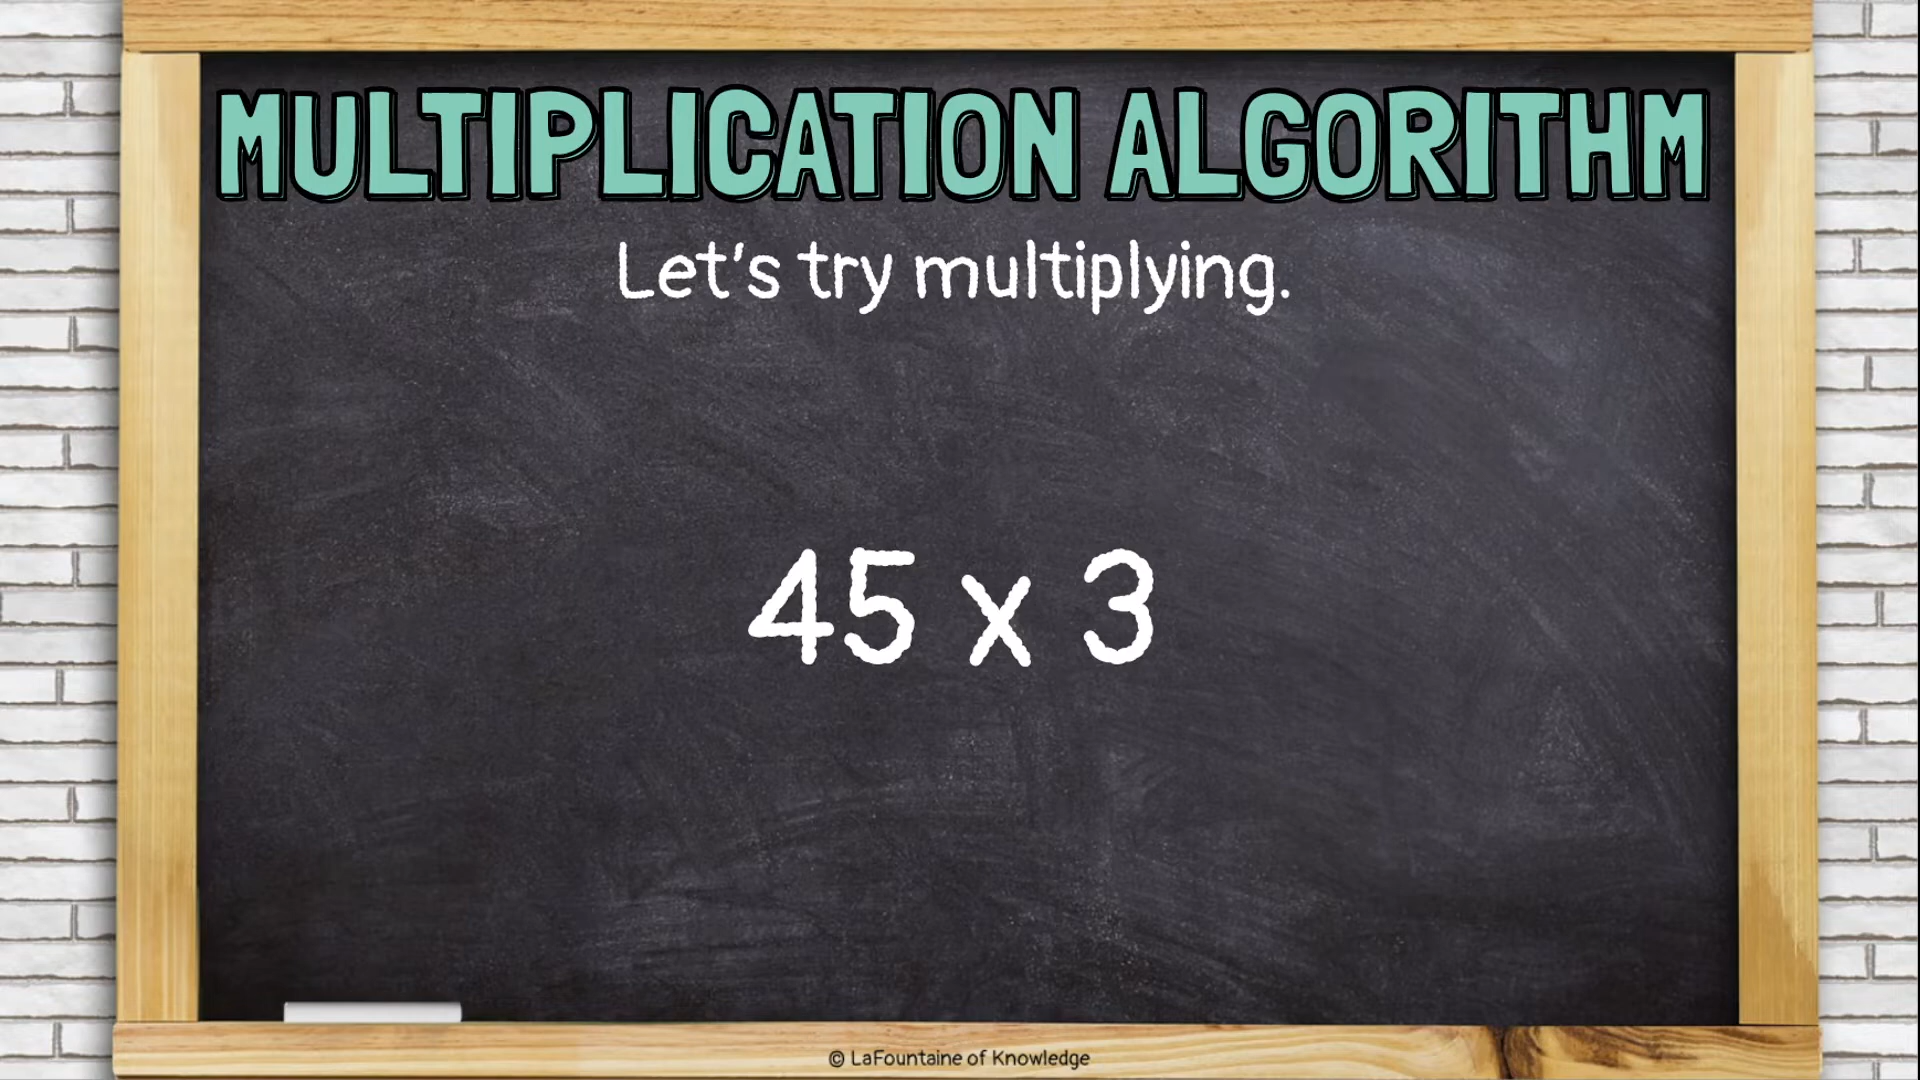 MULTIPLICATION ALGORITHM
Let's try multiplying.
45 x 3
© LaFountaine of Knowledge